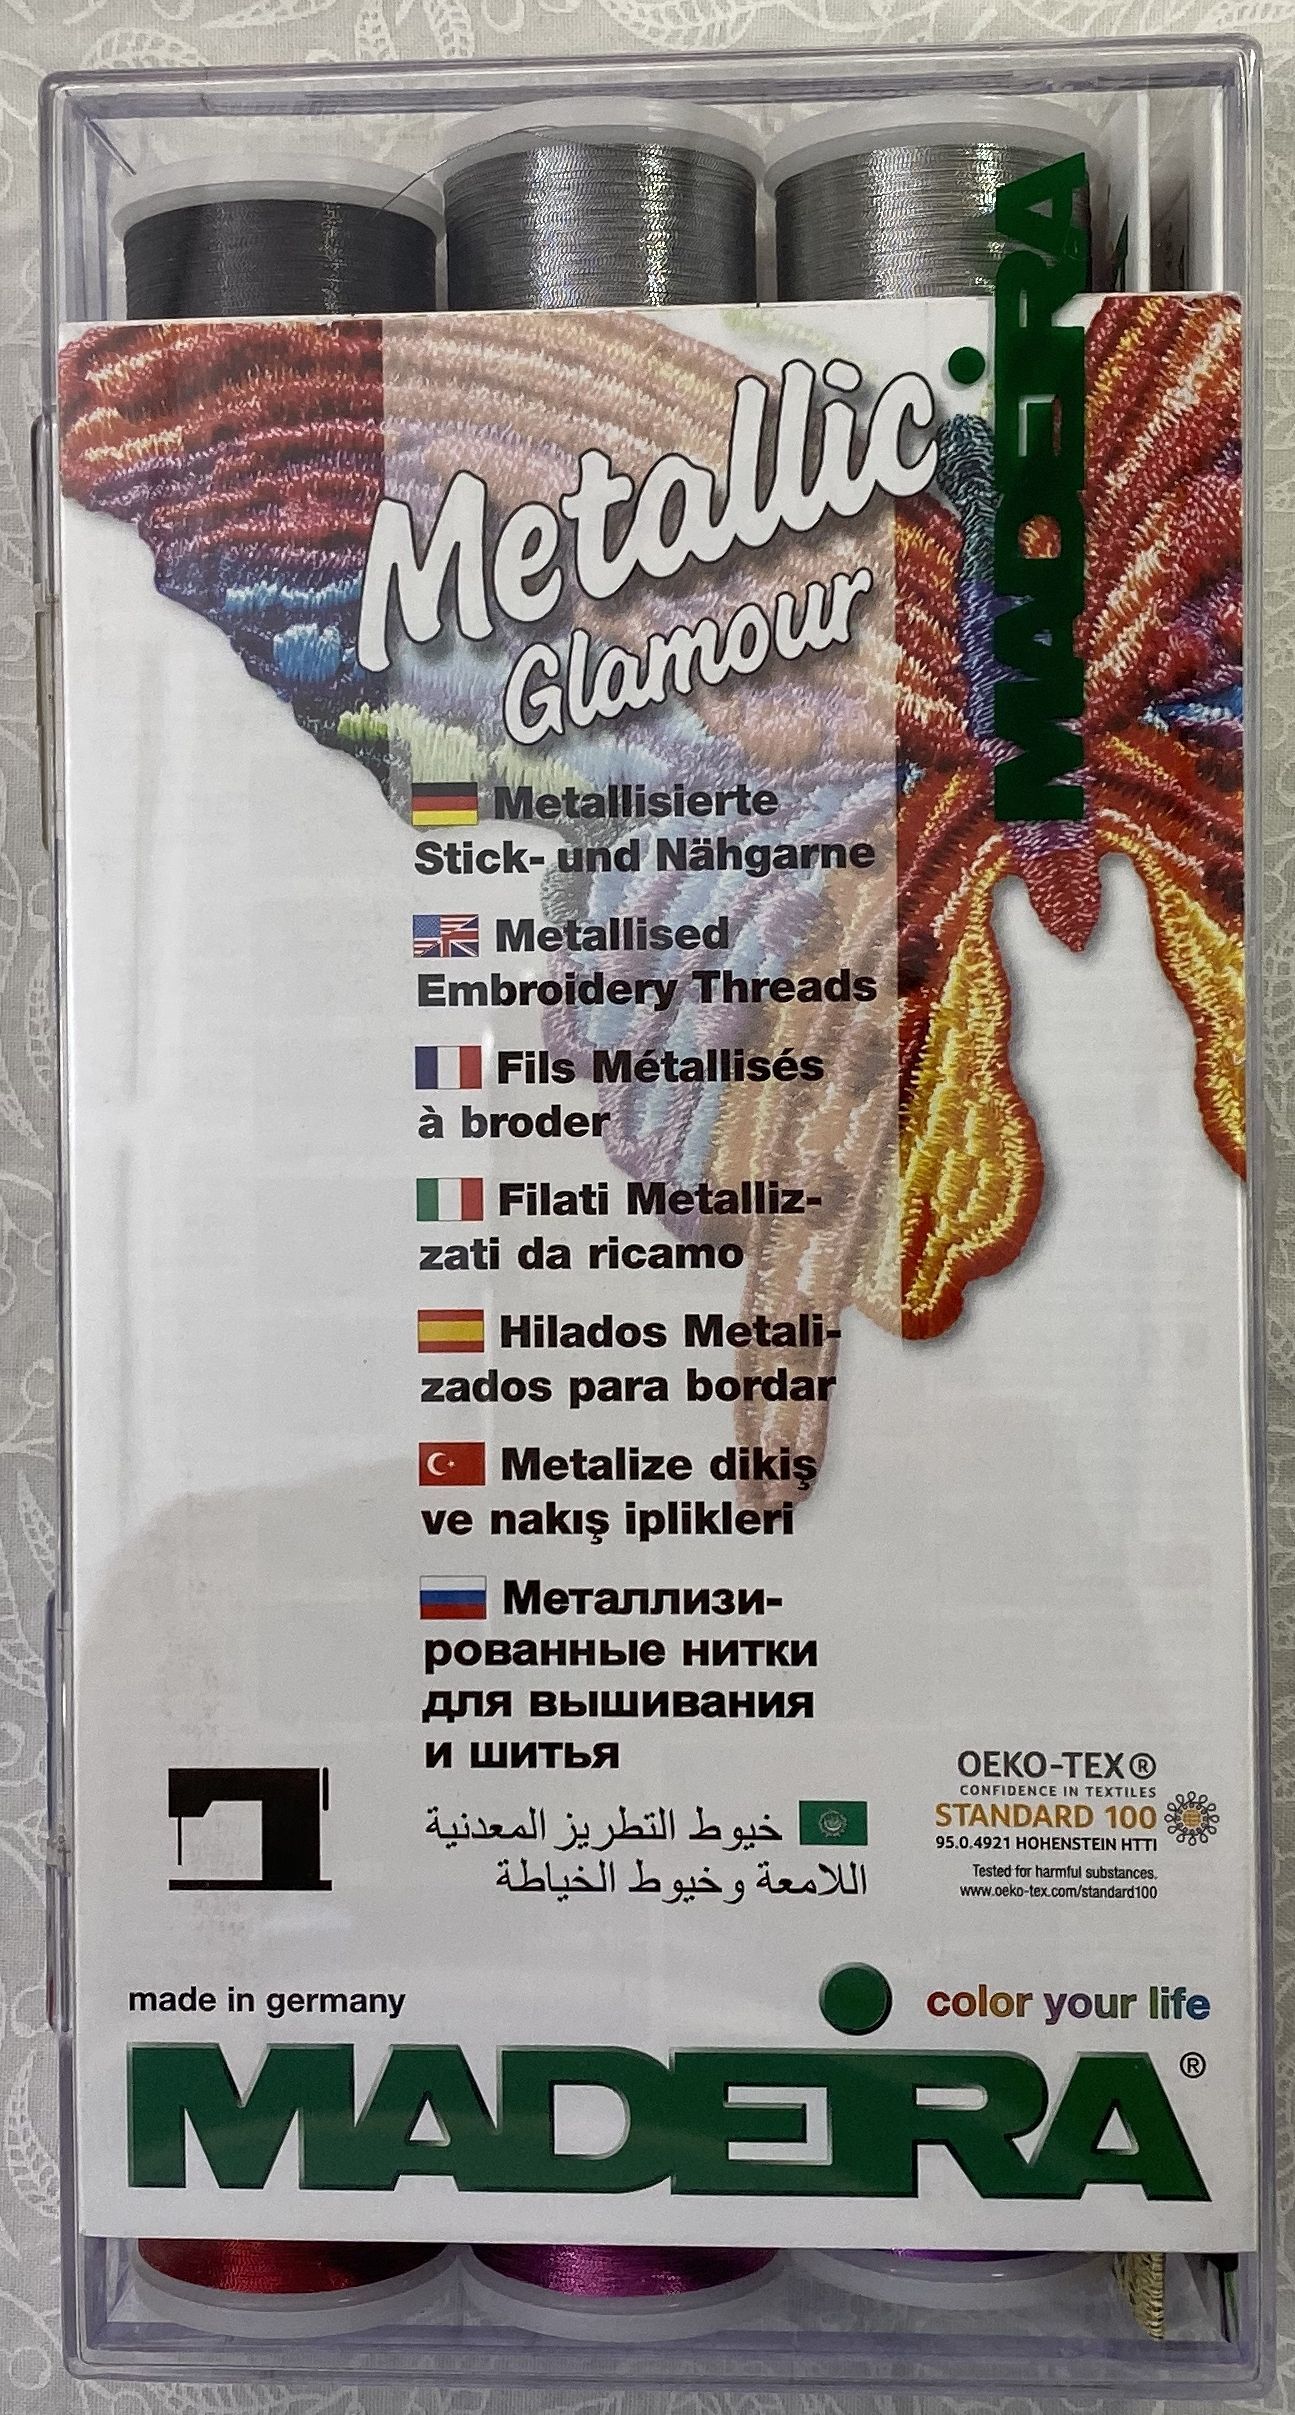 MADEIRA
Metallic
Glamour
Metallisierte
Stick- und Nähgarne
Metallised
Embroidery Threads
Fils Métallisés
à broder
Filati Metalliz-
zati da ricamo
Hilados Metali-
zados para bordar
Metalize dikiş
ve nakış iplikleri
Металлизи-
рованные нитки
для вышивания
и шитья
خيوط التطريز المعدنية
اللامعة وخيوط الخياطة
OEKO-TEX®
CONFIDENCE IN TEXTILES
STANDARD 100
95.0.4921 HOHENSTEIN HTTI
Tested for harmful substances.
www.oeko-tex.com/standard100
made in germany
color your life
MADEIRA®